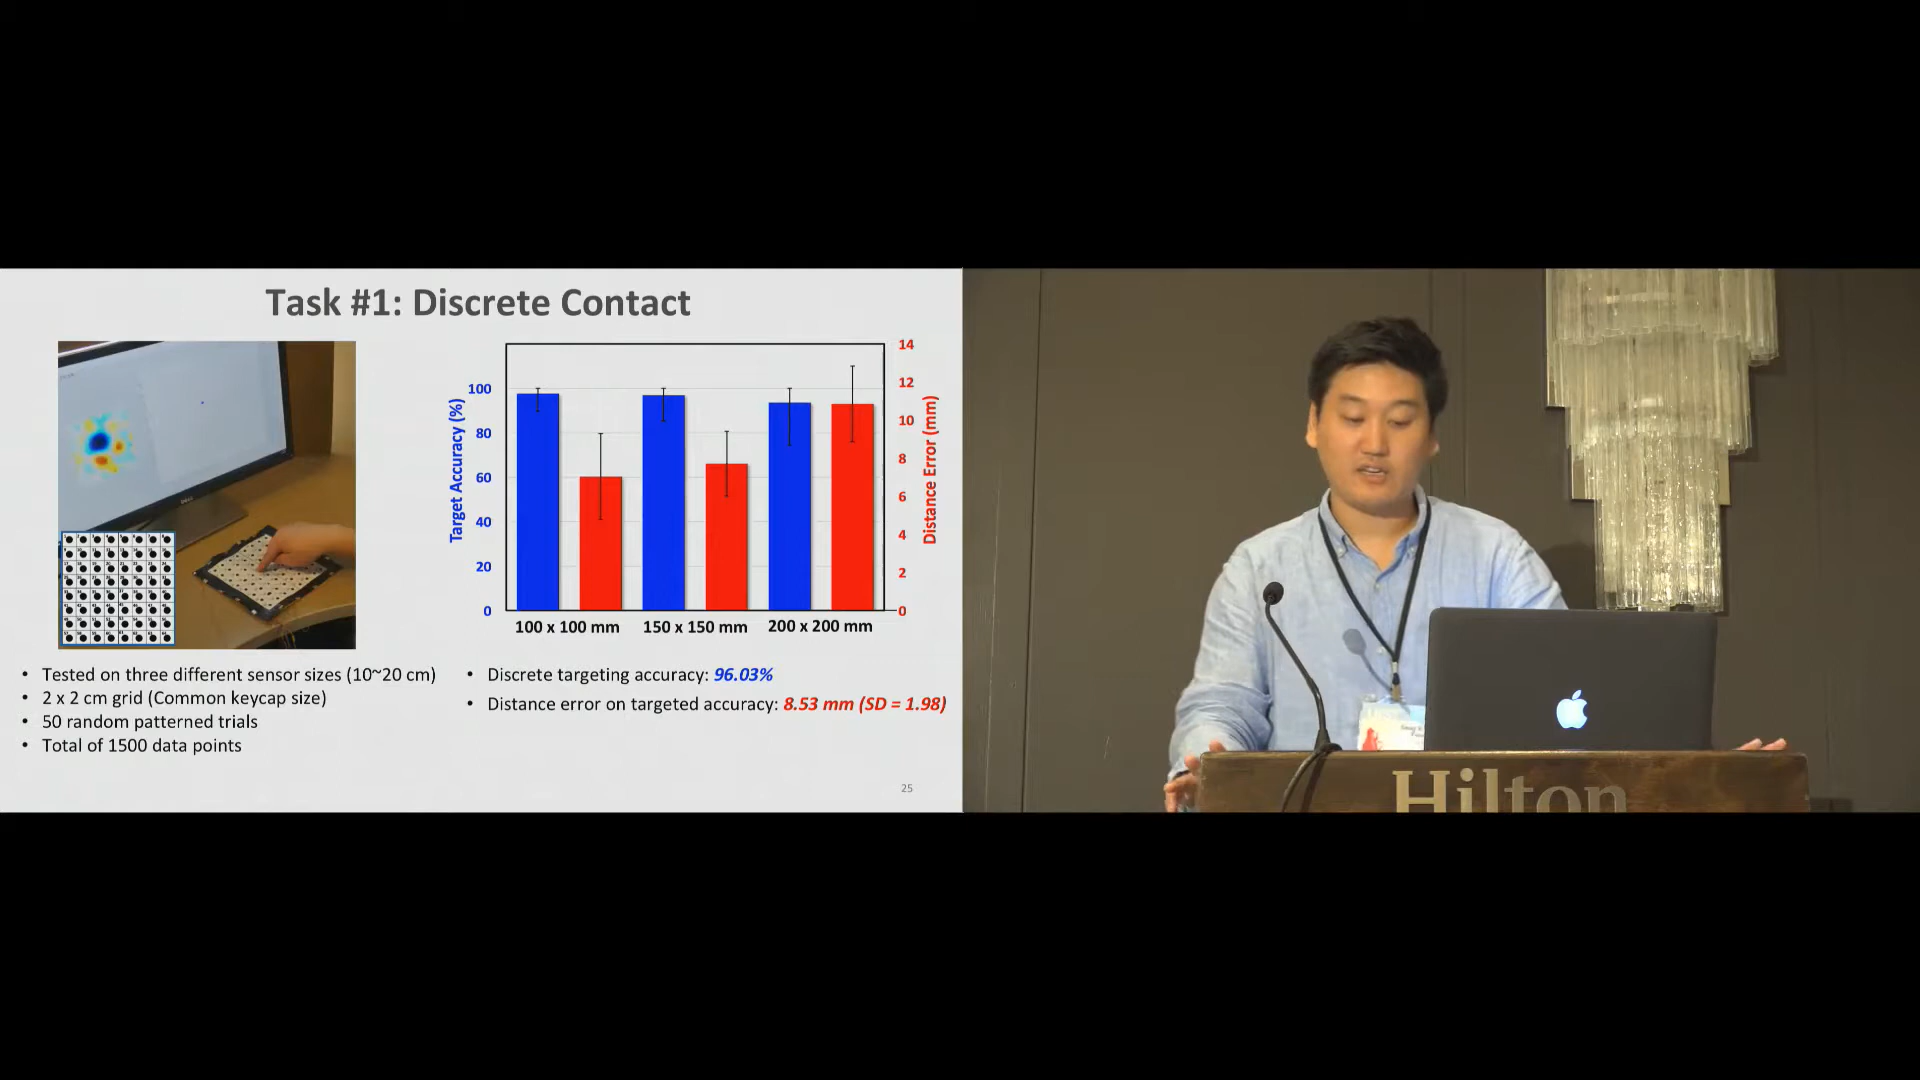 Task #1: Discrete Contact
Target Accuracy (%)
100
80
60
40
20
0
14
12
10
8
6
4
2
0
Distance Error (mm)
100 x 100 mm
150 x 150 mm
200 x 200 mm
• Tested on three different sensor sizes (10~20 cm)
• 2 x 2 cm grid (Common keycap size)
• 50 random patterned trials
• Total of 1500 data points
• Discrete targeting accuracy: 96.03%
• Distance error on targeted accuracy: 8.53 mm (SD = 1.98)
25
Hilton